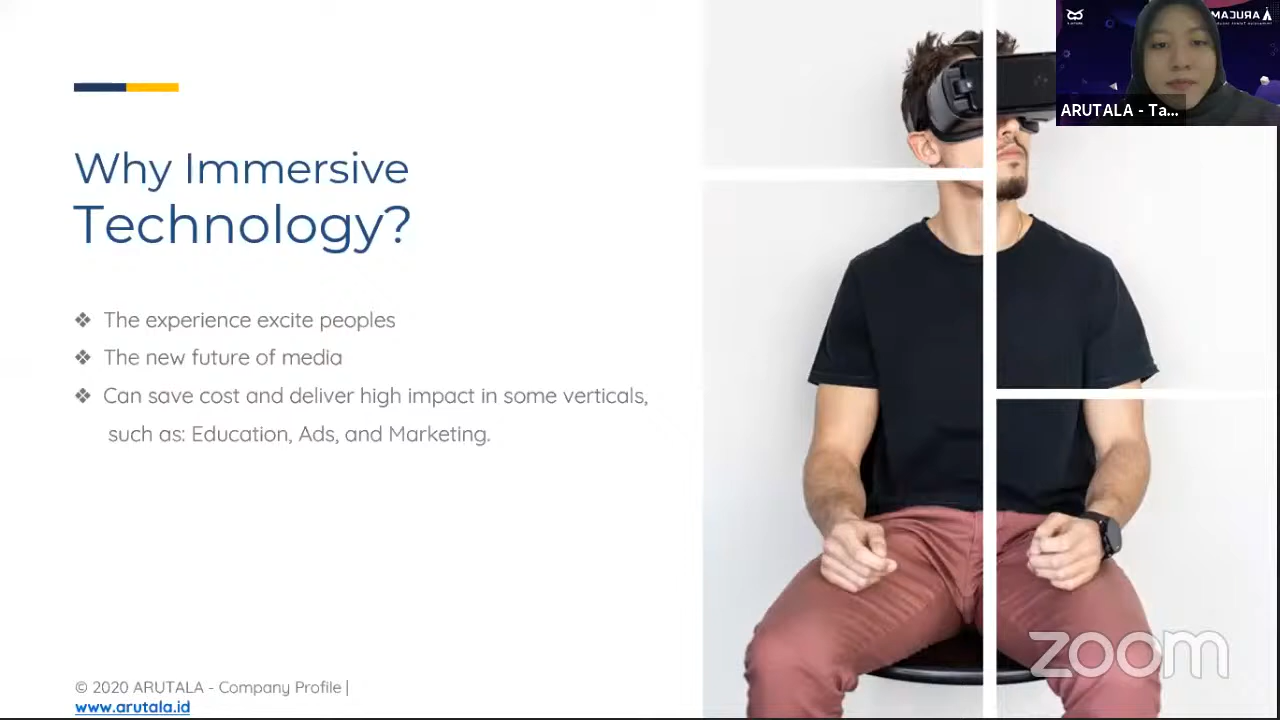 Why Immersive
Technology?
❖ The experience excite peoples
❖ The new future of media
❖ Can save cost and deliver high impact in some verticals,
such as: Education, Ads, and Marketing.
© 2020 ARUTALA - Company Profile |
www.arutala.id
ARUTALA - Ta...
zoom